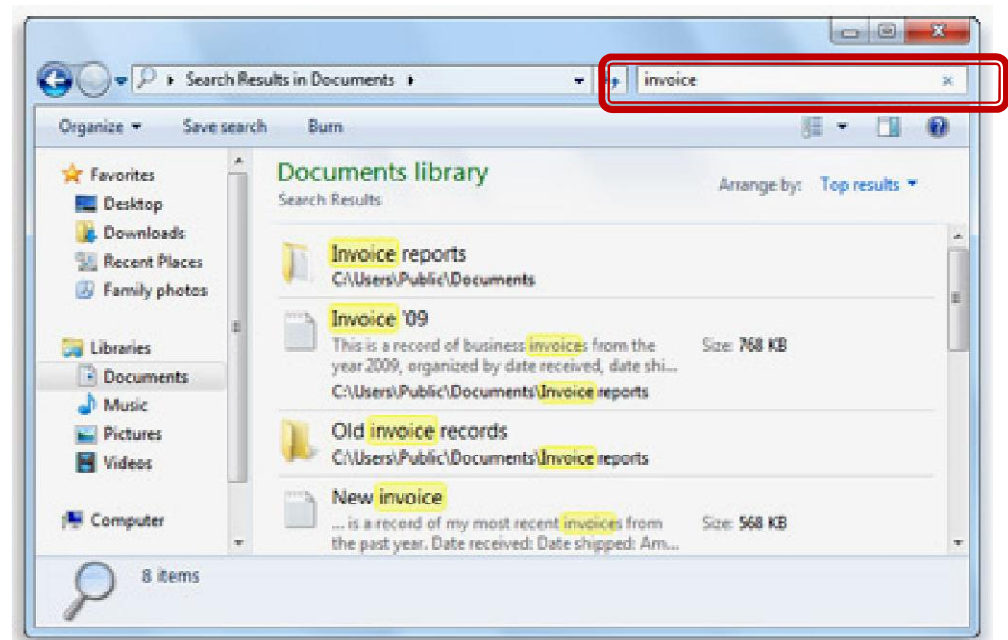 Search Results in Documents
invoice
Organize
Save search
Burn
Favorites
Desktop
Downloads
Recent Places
Family photos
Libraries
Documents
Music
Pictures
Videos
Computer
Documents library
Search Results
Arrange by: Top results
Invoice reports
C:\Users\Public\Documents
Invoice '09
This is a record of business invoices from the
year 2009, organized by date received, date shi...
C:\Users\Public\Documents\Invoice reports
Size: 768 KB
Old invoice records
C:\Users\Public\Documents\Invoice reports
New invoice
... is a record of my most recent invoices from
the past year. Date received: Date shipped: Am...
Size: 568 KB
8 items